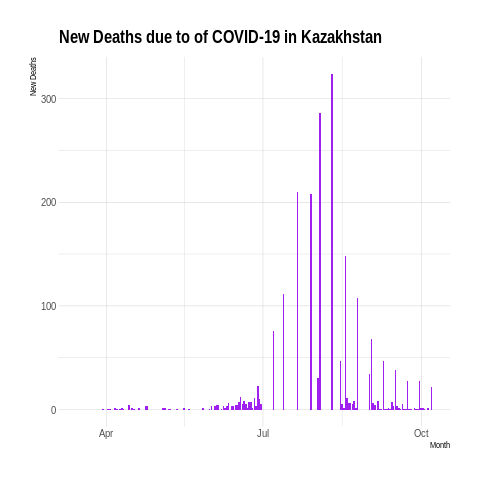 New Deaths due to of COVID-19 in Kazakhstan
New Deaths
300
200
100
0
Apr
Jul
Oct
Month